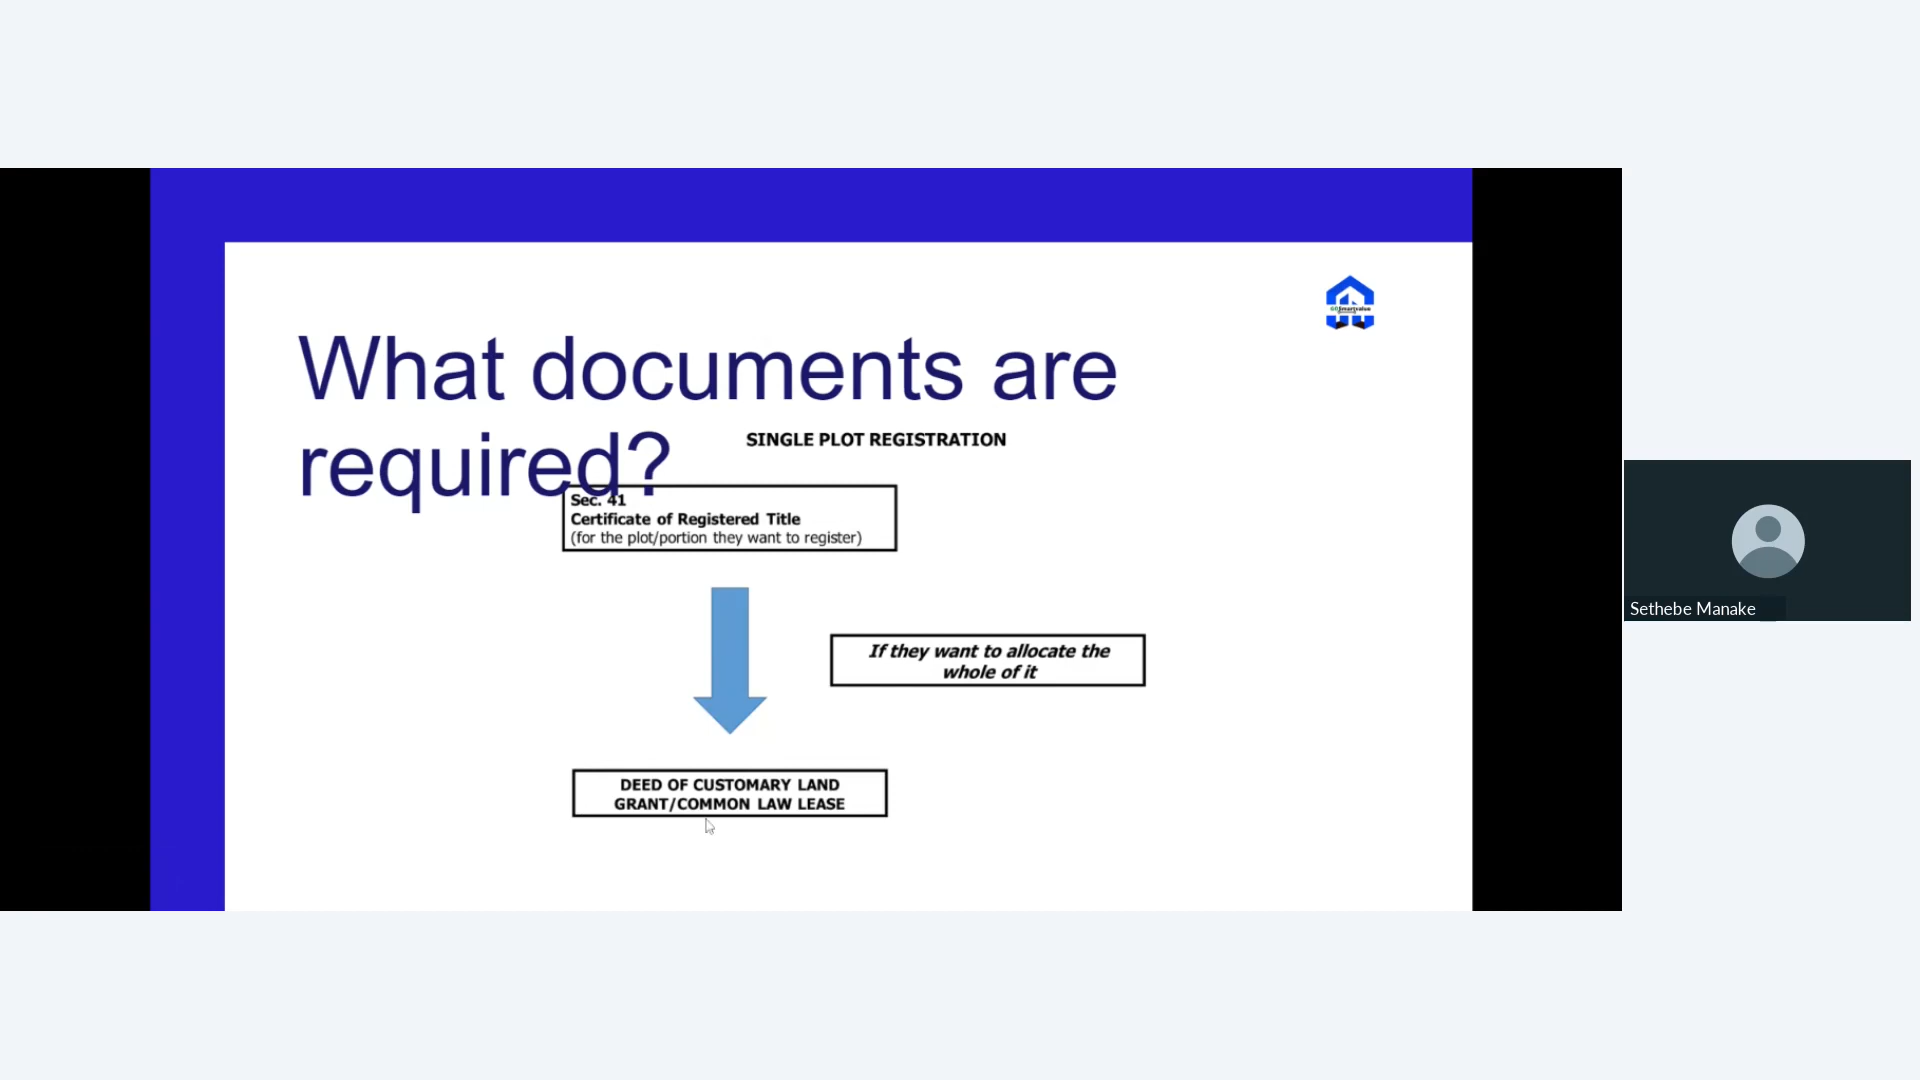 What documents are
required?
SINGLE PLOT REGISTRATION
Sec. 41
Certificate of Registered Title
(for the plot/portion they want to register)
If they want to allocate the
whole of it
DEED OF CUSTOMARY LAND
GRANT/COMMON LAW LEASE
Sethebe Manake